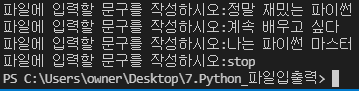 파일에 입력할 문구를 작성하시오:정말 재밌는 파이썬
파일에 입력할 문구를 작성하시오:계속 배우고 싶다
파일에 입력할 문구를 작성하시오:나는 파이썬 마스터
파일에 입력할 문구를 작성하시오:stop
PS C:\Users\owner\Desktop\7.Python_파일입출력>